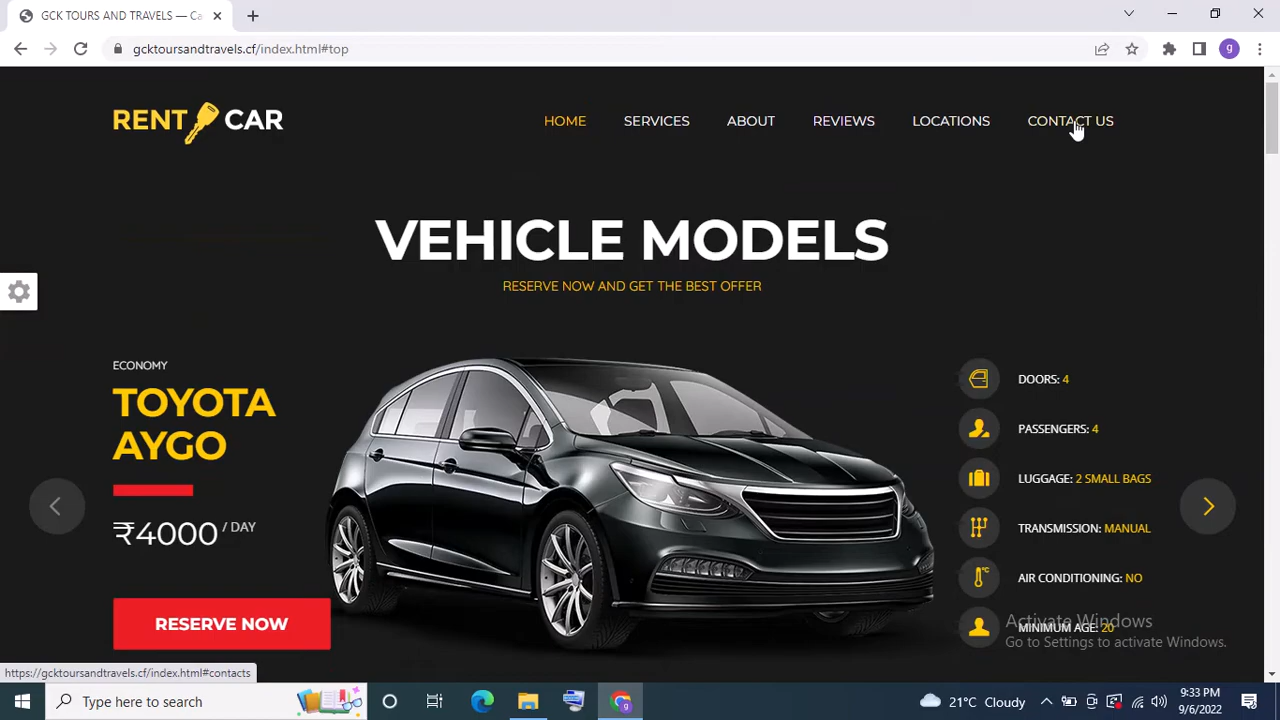 GCK TOURS AND TRAVELS — Ca
gcktoursandtravels.cf/index.html#top
g
RENT CAR
HOME SERVICES ABOUT REVIEWS LOCATIONS CONTACT US
VEHICLE MODELS
RESERVE NOW AND GET THE BEST OFFER
ECONOMY
TOYOTA
AYGO
₹4000 / DAY
RESERVE NOW
DOORS: 4
PASSENGERS: 4
LUGGAGE: 2 SMALL BAGS
TRANSMISSION: MANUAL
°C
AIR CONDITIONING: NO
MINIMUM AGE: 20
Activate Windows
Go to Settings to activate Windows.
https://gcktoursandtravels.cf/index.html#contacts
Type here to search
g
21°C Cloudy
9:33 PM
9/6/2022